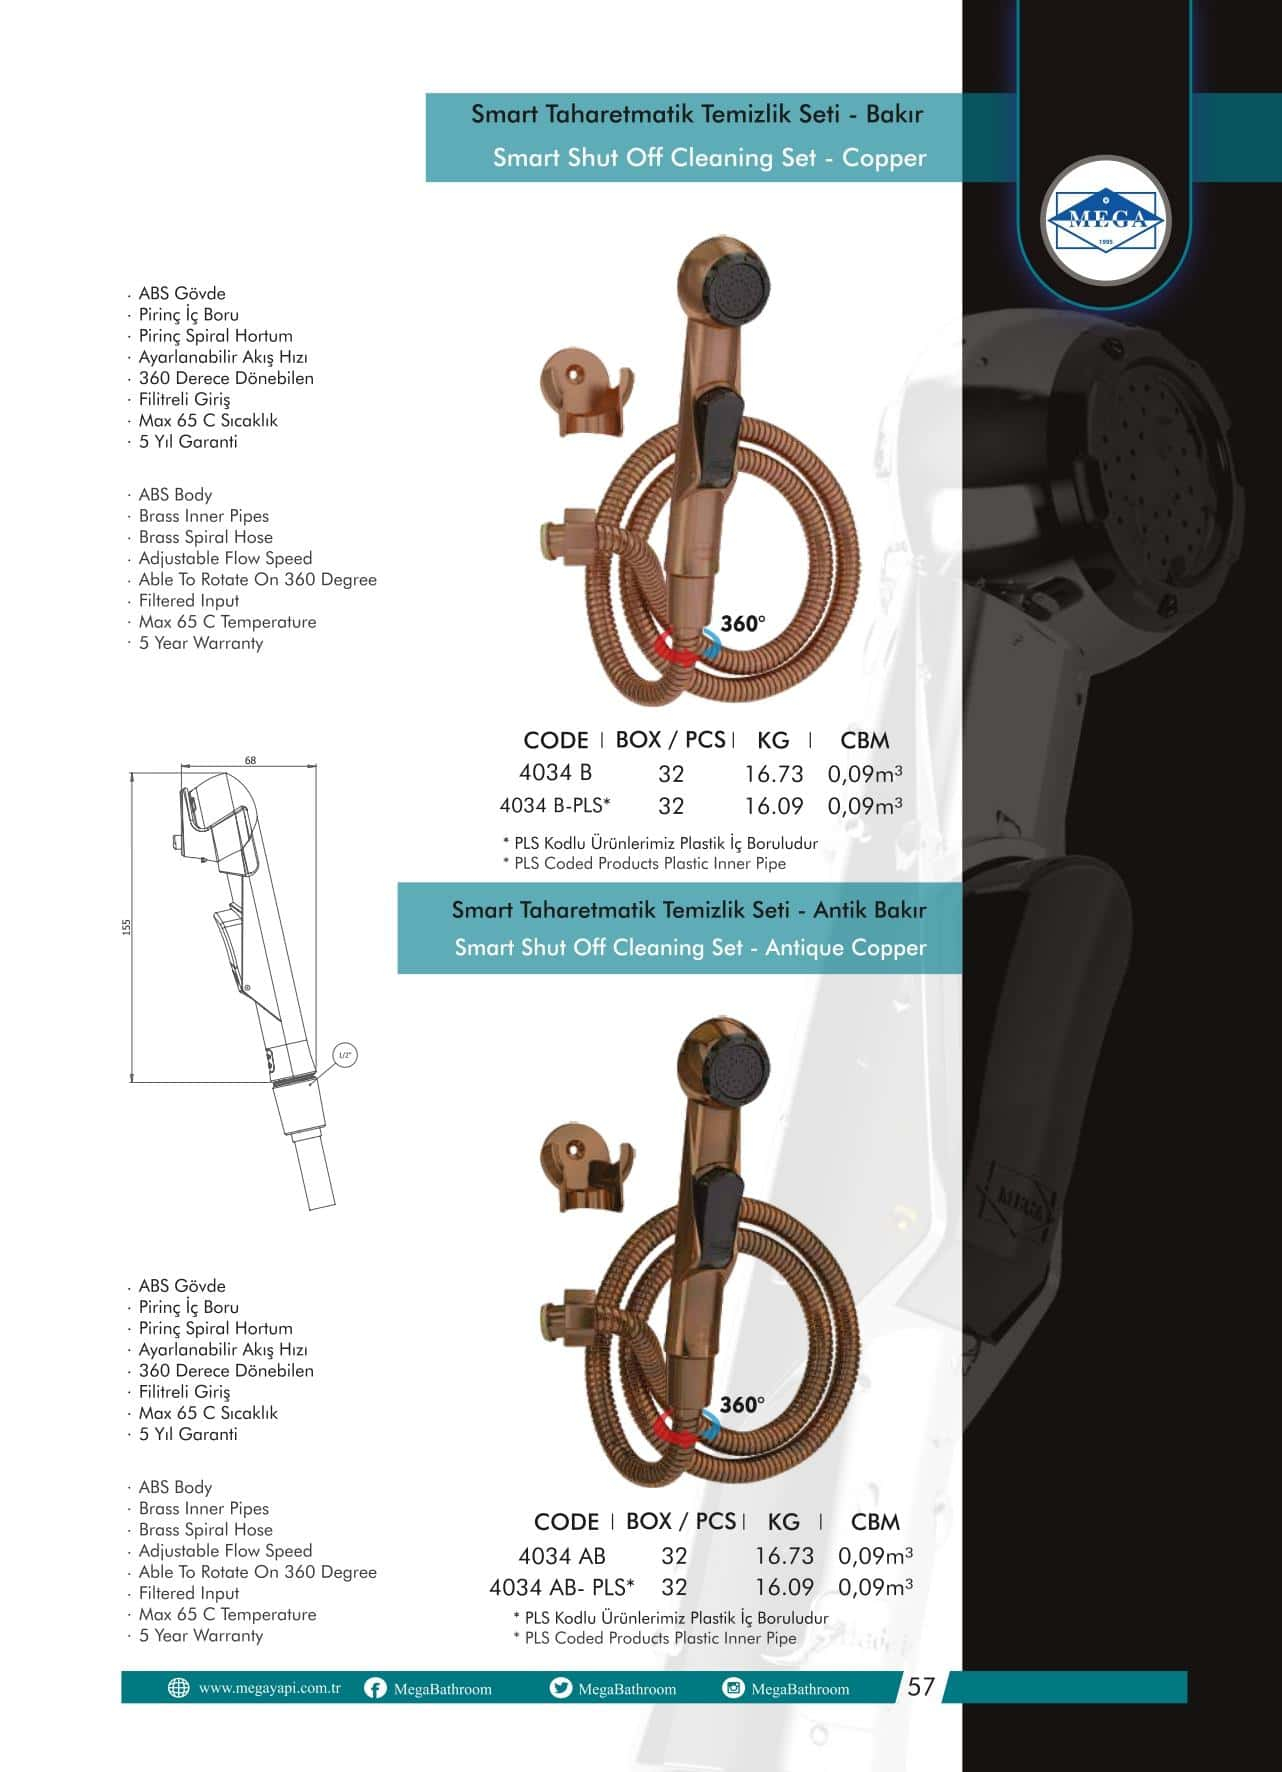 Smart Taharetmatik Temizlik Seti - Bakır
Smart Shut Off Cleaning Set - Copper
MEGA
1995
· ABS Gövde
· Pirinç İç Boru
· Pirinç Spiral Hortum
· Ayarlanabilir Akış Hızı
· 360 Derece Dönebilen
· Filitreli Giriş
· Max 65 C Sıcaklık
· 5 Yıl Garanti
· ABS Body
· Brass Inner Pipes
· Brass Spiral Hose
· Adjustable Flow Speed
· Able To Rotate On 360 Degree
· Filtered Input
· Max 65 C Temperature
· 5 Year Warranty
360°
CODE | BOX / PCS | KG | CBM
4034 B 32 16.73 0,09m³
4034 B-PLS* 32 16.09 0,09m³
* PLS Kodlu Ürünlerimiz Plastik İç Boruludur
* PLS Coded Products Plastic Inner Pipe
68
155
1/2"
Smart Taharetmatik Temizlik Seti - Antik Bakır
Smart Shut Off Cleaning Set - Antique Copper
· ABS Gövde
· Pirinç İç Boru
· Pirinç Spiral Hortum
· Ayarlanabilir Akış Hızı
· 360 Derece Dönebilen
· Filitreli Giriş
· Max 65 C Sıcaklık
· 5 Yıl Garanti
· ABS Body
· Brass Inner Pipes
· Brass Spiral Hose
· Adjustable Flow Speed
· Able To Rotate On 360 Degree
· Filtered Input
· Max 65 C Temperature
· 5 Year Warranty
360°
CODE | BOX / PCS | KG | CBM
4034 AB 32 16.73 0,09m³
4034 AB- PLS* 32 16.09 0,09m³
* PLS Kodlu Ürünlerimiz Plastik İç Boruludur
* PLS Coded Products Plastic Inner Pipe
www.megayapi.com.tr MegaBathroom MegaBathroom MegaBathroom 57